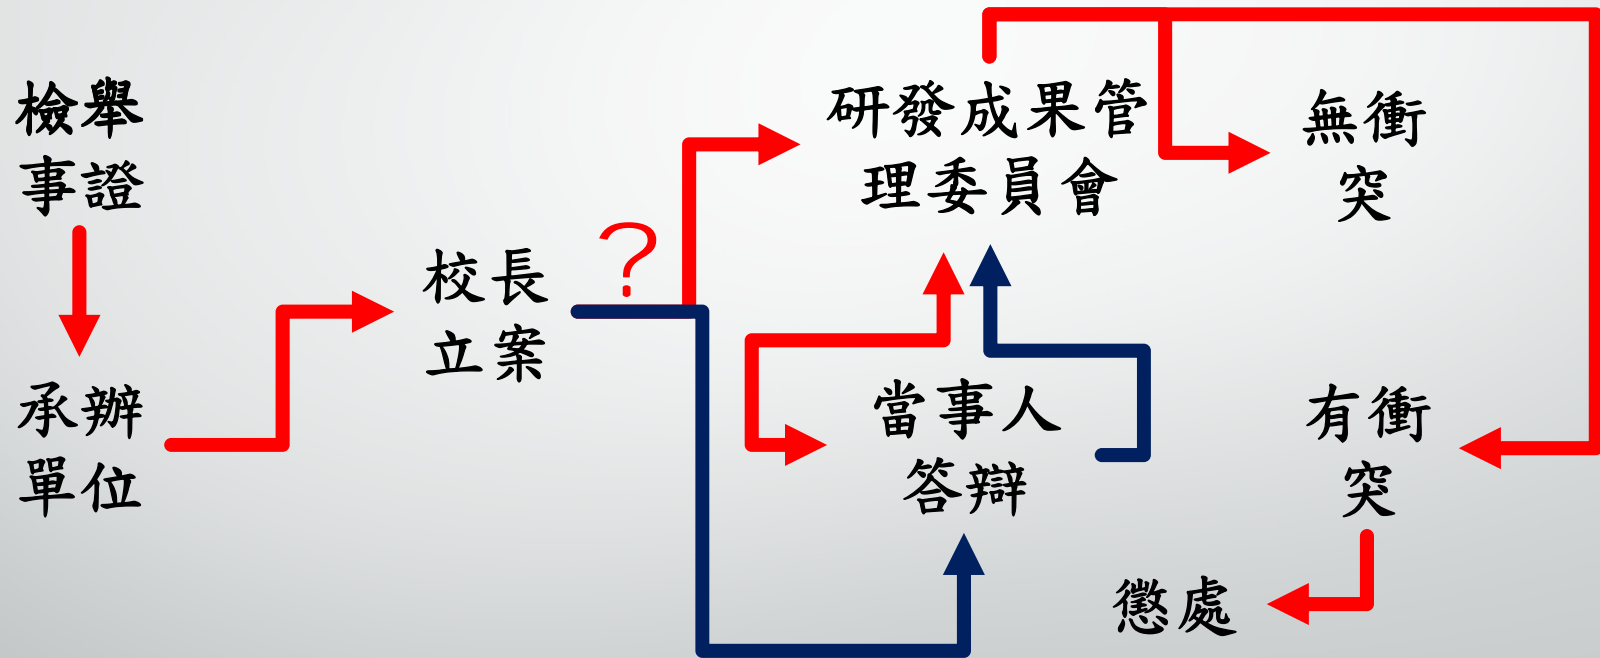 檢舉
事證
承辦
單位
校長
立案
?
研發成果管
理委員會
當事人
答辯
無衝
突
有衝
突
懲處